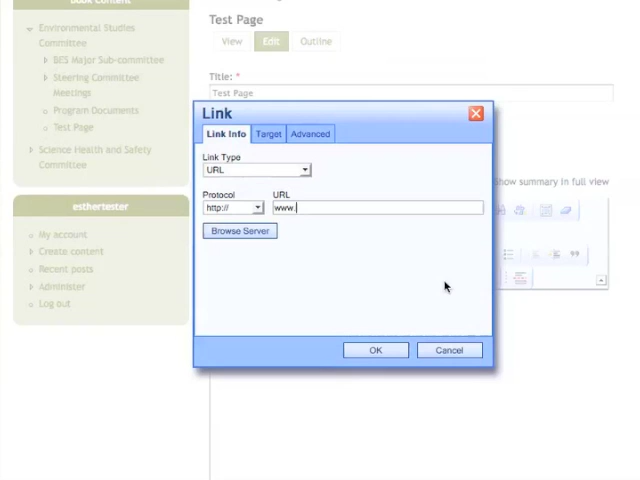 Book Content
Environmental Studies
Committee
BES Major Sub-committee
Steering Committee
Meetings
Program Documents
Test Page
Science Health and Safety
Committee
esthertester
My account
Create content
Recent posts
Administer
Log out
Test Page
View Edit Outline
Title: *
Test Page
Show summary in full view
Link
Link Info Target Advanced
Link Type
URL
Protocol URL
http:// www.
Browse Server
OK Cancel